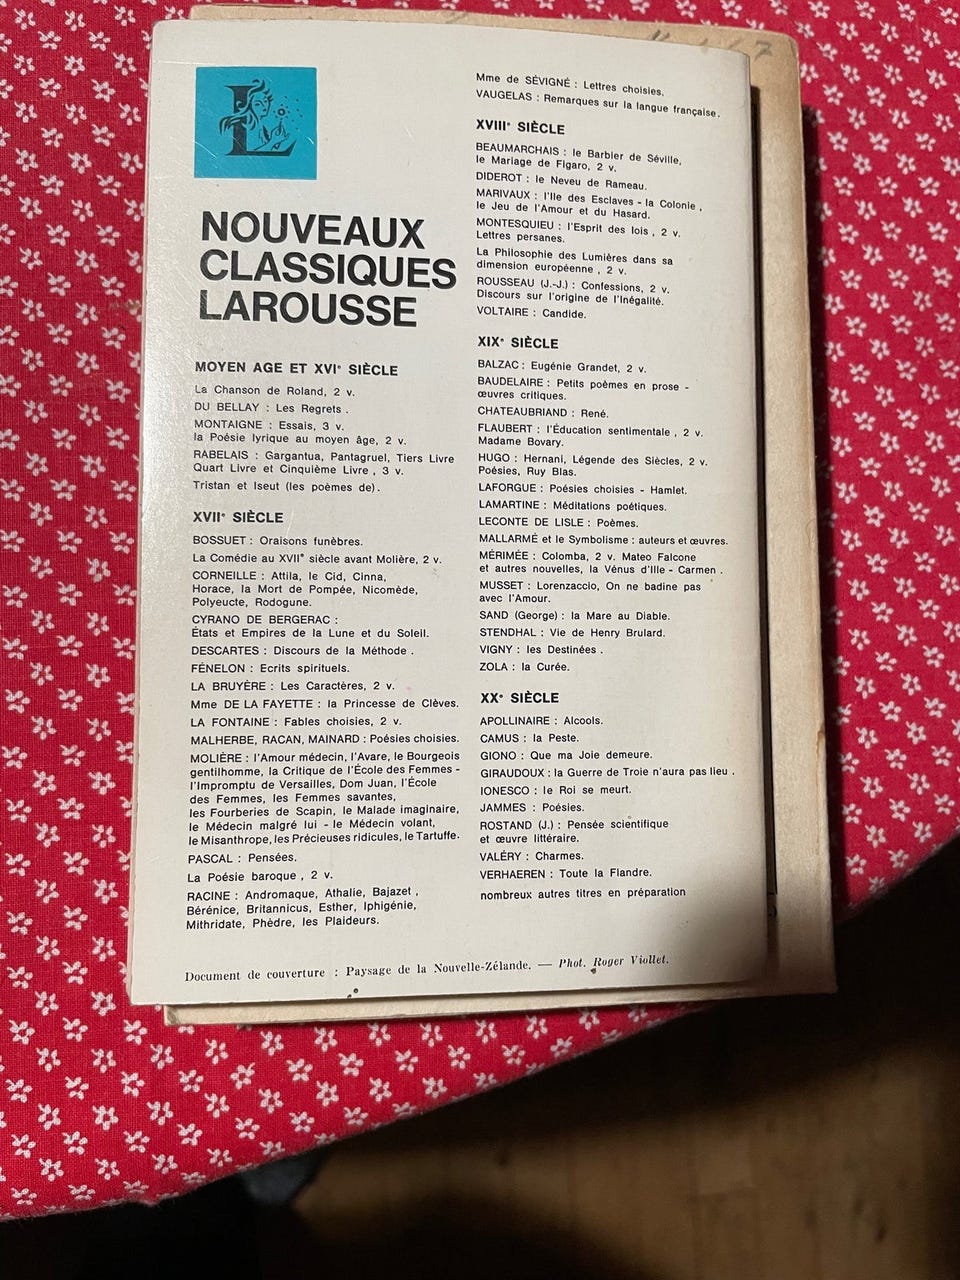 NOUVEAUX
CLASSIQUES
LAROUSSE
MOYEN AGE ET XVIᵉ SIÈCLE
La Chanson de Roland, 2 v.
DU BELLAY : Les Regrets .
MONTAIGNE : Essais, 3 v.
la Poésie lyrique au moyen âge, 2 v.
RABELAIS : Gargantua, Pantagruel, Tiers Livre
Quart Livre et Cinquième Livre , 3 v.
Tristan et Iseut (les poèmes de).
XVIIᵉ SIÈCLE
BOSSUET : Oraisons funèbres.
La Comédie au XVIIᵉ siècle avant Molière, 2 v.
CORNEILLE : Attila, le Cid, Cinna,
Horace, la Mort de Pompée, Nicomède,
Polyeucte, Rodogune.
CYRANO DE BERGERAC :
États et Empires de la Lune et du Soleil.
DESCARTES : Discours de la Méthode .
FÉNELON : Ecrits spirituels.
LA BRUYÈRE : Les Caractères, 2 v.
Mme DE LA FAYETTE : la Princesse de Clèves.
LA FONTAINE : Fables choisies, 2 v.
MALHERBE, RACAN, MAINARD : Poésies choisies.
MOLIÈRE : l'Amour médecin, l'Avare, le Bourgeois
gentilhomme, la Critique de l'École des Femmes -
l'Impromptu de Versailles, Dom Juan, l'École
des Femmes, les Femmes savantes,
les Fourberies de Scapin, le Malade imaginaire,
le Médecin malgré lui - le Médecin volant,
le Misanthrope, les Précieuses ridicules, le Tartuffe.
PASCAL : Pensées.
La Poésie baroque , 2 v.
RACINE : Andromaque, Athalie, Bajazet ,
Bérénice, Britannicus, Esther, Iphigénie,
Mithridate, Phèdre, les Plaideurs.
Mme de SÉVIGNÉ : Lettres choisies.
VAUGELAS : Remarques sur la langue française.
XVIIIᵉ SIÈCLE
BEAUMARCHAIS : le Barbier de Séville,
le Mariage de Figaro, 2 v.
DIDEROT : le Neveu de Rameau.
MARIVAUX : l'Ile des Esclaves - la Colonie ,
le Jeu de l'Amour et du Hasard.
MONTESQUIEU : l'Esprit des lois , 2 v.
Lettres persanes.
La Philosophie des Lumières dans sa
dimension européenne , 2 v.
ROUSSEAU (J.-J.) : Confessions, 2 v.
Discours sur l'origine de l'Inégalité.
VOLTAIRE : Candide.
XIXᵉ SIÈCLE
BALZAC : Eugénie Grandet, 2 v.
BAUDELAIRE : Petits poèmes en prose -
œuvres critiques.
CHATEAUBRIAND : René.
FLAUBERT : l'Éducation sentimentale , 2 v.
Madame Bovary.
HUGO : Hernani, Légende des Siècles, 2 v.
Poésies, Ruy Blas.
LAFORGUE : Poésies choisies - Hamlet.
LAMARTINE : Méditations poétiques.
LECONTE DE LISLE : Poèmes.
MALLARMÉ et le Symbolisme : auteurs et œuvres.
MÉRIMÉE : Colomba, 2 v. Mateo Falcone
et autres nouvelles, la Vénus d'Ille - Carmen .
MUSSET : Lorenzaccio, On ne badine pas
avec l'Amour.
SAND (George) : la Mare au Diable.
STENDHAL : Vie de Henry Brulard.
VIGNY : les Destinées .
ZOLA : la Curée.
XXᵉ SIÈCLE
APOLLINAIRE : Alcools.
CAMUS : la Peste.
GIONO : Que ma Joie demeure.
GIRAUDOUX : la Guerre de Troie n'aura pas lieu .
IONESCO : le Roi se meurt.
JAMMES : Poésies.
ROSTAND (J.) : Pensée scientifique
et œuvre littéraire.
VALÉRY : Charmes.
VERHAEREN : Toute la Flandre.
nombreux autres titres en préparation
Document de couverture : Paysage de la Nouvelle-Zélande. — Phot. Roger Viollet.